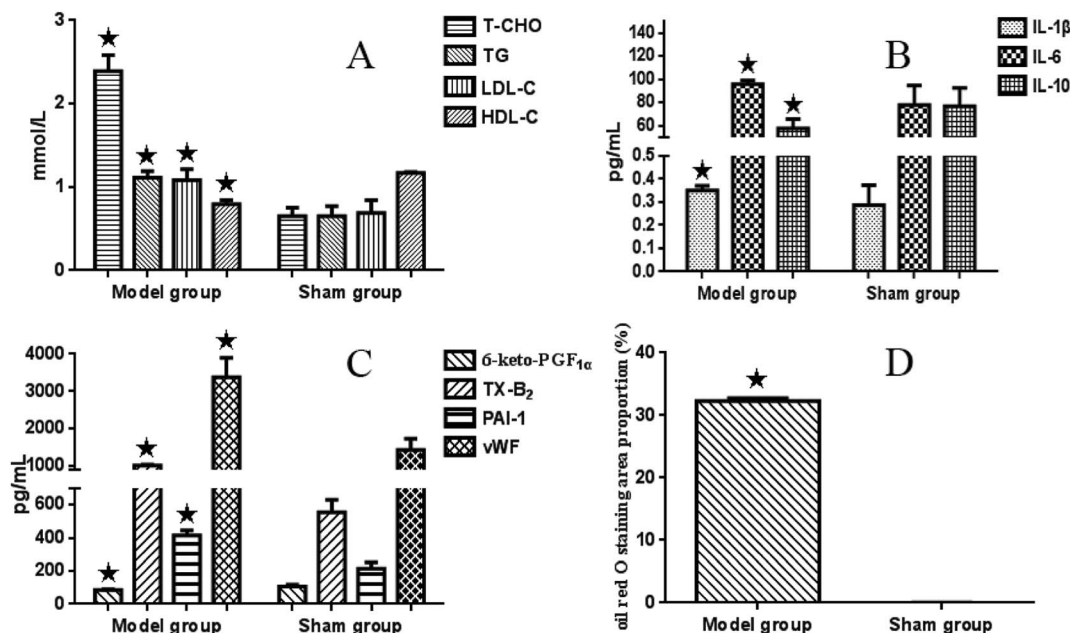 3
2
1
0
mmol/L
A
T-CHO
TG
LDL-C
HDL-C
Model group
Sham group
120
100
80
60
0.5
0.4
0.3
0.2
0.1
0.0
pg/mL
B
IL-1β
IL-6
IL-10
Model group
Sham group
4000
3000
2000
1000
600
400
200
0
pg/mL
C
6-keto-PGF1α
TX-B2
PAI-1
vWF
Model group
Sham group
40
30
20
10
0
oil red O staining area proportion (%)
D
Model group
Sham group